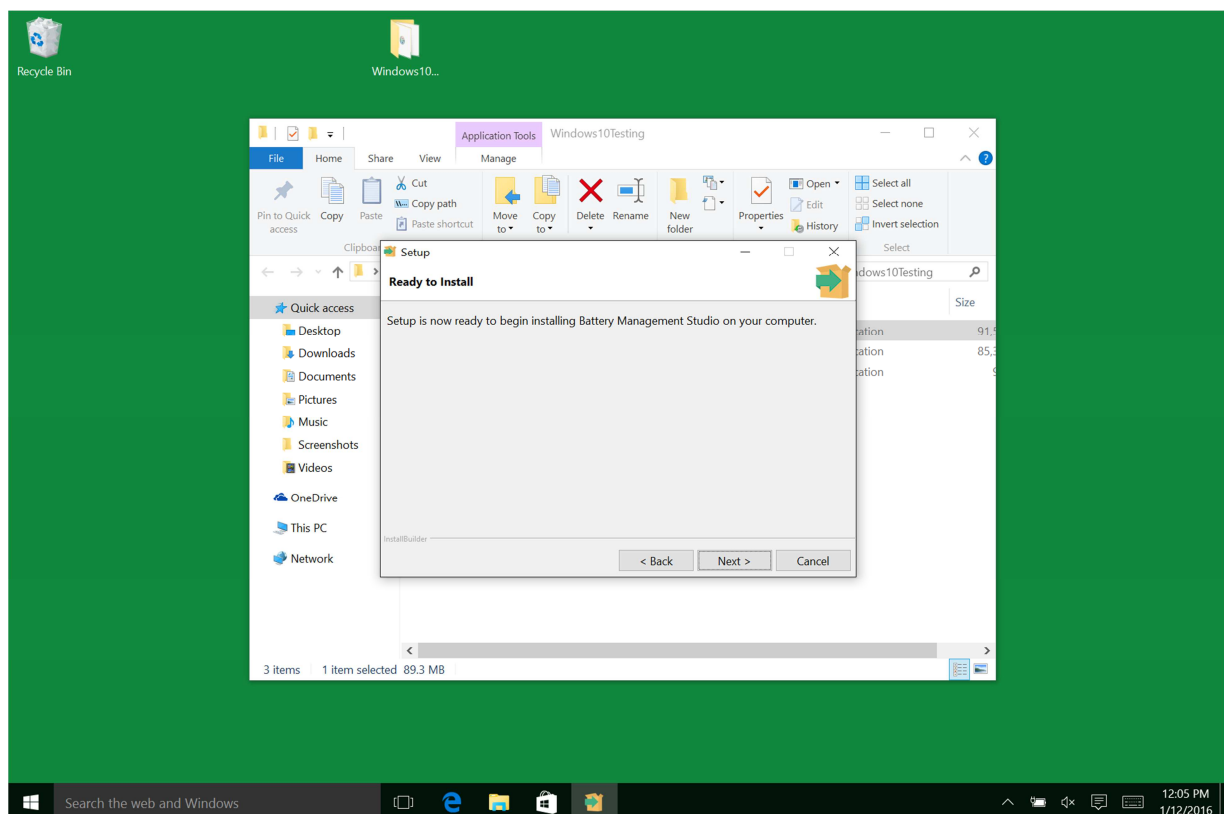 Recycle Bin
Windows10...
Application Tools
Windows10Testing
File
Home
Share
View
Manage
Pin to Quick access
Copy
Paste
Cut
Copy path
Paste shortcut
Move to
Copy to
Delete
Rename
New folder
Properties
Open
Edit
History
Select all
Select none
Invert selection
Select
Setup
Ready to Install
Setup is now ready to begin installing Battery Management Studio on your computer.
InstallBuilder
< Back
Next >
Cancel
Quick access
Desktop
Downloads
Documents
Pictures
Music
Screenshots
Videos
OneDrive
This PC
Network
Size
3 items
1 item selected 89.3 MB
Search the web and Windows
12:05 PM
1/12/2016